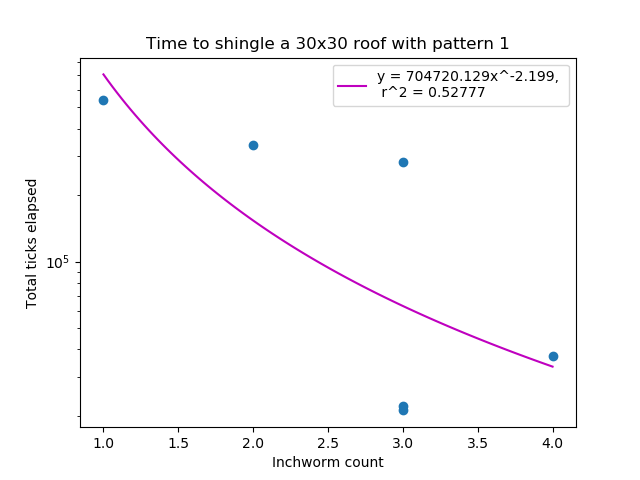 Time to shingle a 30x30 roof with pattern 1
y = 704720.129x^-2.199,
r^2 = 0.52777
Total ticks elapsed
10^5
1.0 1.5 2.0 2.5 3.0 3.5 4.0
Inchworm count